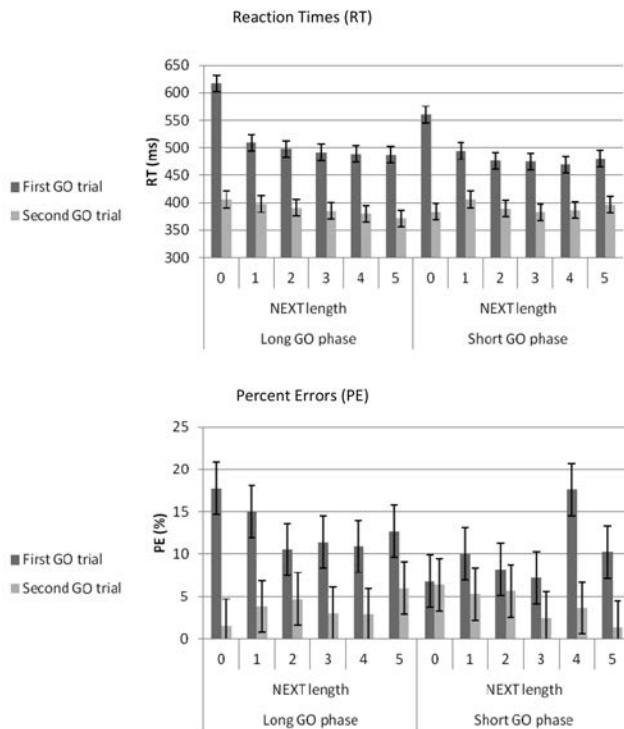 Reaction Times (RT)
650
600
550
500
450
400
350
300
RT (ms)
First GO trial
Second GO trial
0 1 2 3 4 5 0 1 2 3 4 5
NEXT length NEXT length
Long GO phase Short GO phase
Percent Errors (PE)
25
20
15
10
5
0
PE (%)
First GO trial
Second GO trial
0 1 2 3 4 5 0 1 2 3 4 5
NEXT length NEXT length
Long GO phase Short GO phase